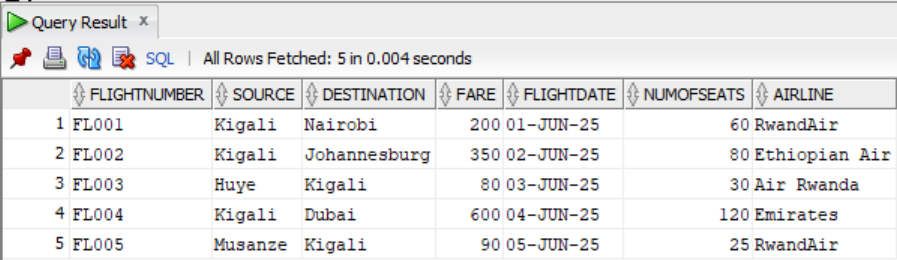 Query Result x
SQL | All Rows Fetched: 5 in 0.004 seconds
FLIGHTNUMBER SOURCE DESTINATION FARE FLIGHTDATE NUMOFSEATS AIRLINE
1 FL001 Kigali Nairobi 200 01-JUN-25 60 RwandAir
2 FL002 Kigali Johannesburg 350 02-JUN-25 80 Ethiopian Air
3 FL003 Huye Kigali 80 03-JUN-25 30 Air Rwanda
4 FL004 Kigali Dubai 600 04-JUN-25 120 Emirates
5 FL005 Musanze Kigali 90 05-JUN-25 25 RwandAir